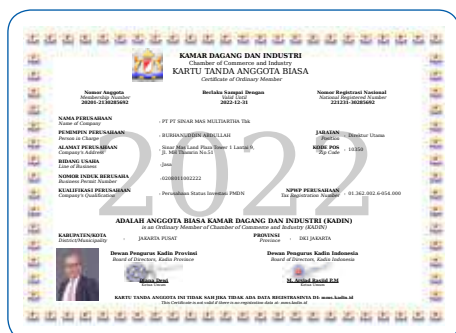 KAMAR DAGANG DAN INDUSTRI
Chamber of Commerce and Industry
KARTU TANDA ANGGOTA BIASA
Certificate of Ordinary Member
Nomor Anggota
Membership Number
20201-2130285692
Berlaku Sampai Dengan
Valid Until
2022-12-31
Nomor Registrasi Nasional
National Registered Number
221231-30285692
2022
NAMA PERUSAHAAN
Name of Company
: PT PT SINAR MAS MULTIARTHA Tbk
PEMIMPIN PERUSAHAAN
Person in Charge
: BURHANUDDIN ABDULLAH
JABATAN
Position
: Direktur Utama
ALAMAT PERUSAHAAN
Company's Address
: Sinar Mas Land Plaza Tower 1 Lantai 9,
Jl. MH Thamrin No.51
KODE POS
Zip Code
: 10350
BIDANG USAHA
Line of Business
: Jasa
NOMOR INDUK BERUSAHA
Business Permit Number
: 0208011002222
KUALIFIKASI PERUSAHAAN
Company's Qualification
: Perusahaan Status Investasi PMDN
NPWP PERUSAHAAN
Tax Registration Number
: 01.362.002.6-054.000
ADALAH ANGGOTA BIASA KAMAR DAGANG DAN INDUSTRI (KADIN)
is an Ordinary Member of Chamber of Commerce and Industry (KADIN)
KABUPATEN/KOTA
District/Municipality
: JAKARTA PUSAT
PROVINSI
Province
: DKI JAKARTA
Dewan Pengurus Kadin Provinsi
Board of Directors, Kadin Province
Dewan Pengurus Kadin Indonesia
Board of Directors, Kadin Indonesia
Diana Dewi
Ketua Umum
M. Arsjad Rasjid P.M
Ketua Umum
KARTU TANDA ANGGOTA INI TIDAK SAH JIKA TIDAK ADA DATA REGISTRASINYA DI: mms.kadin.id
This Certificate is not valid if there is no registration data at: mms.kadin.id